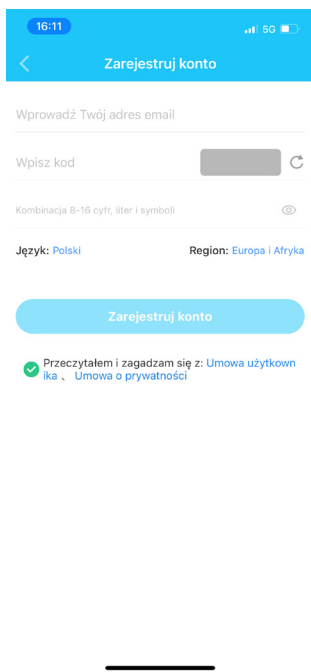 16:11
5G
Zarejestruj konto
Wprowadź Twój adres email
Wpisz kod
Kombinacja 8-16 cyfr, liter i symboli
Język: Polski Region: Europa i Afryka
Zarejestruj konto
Przeczytałem i zagadzam się z: Umowa użytkown
ika 、 Umowa o prywatności